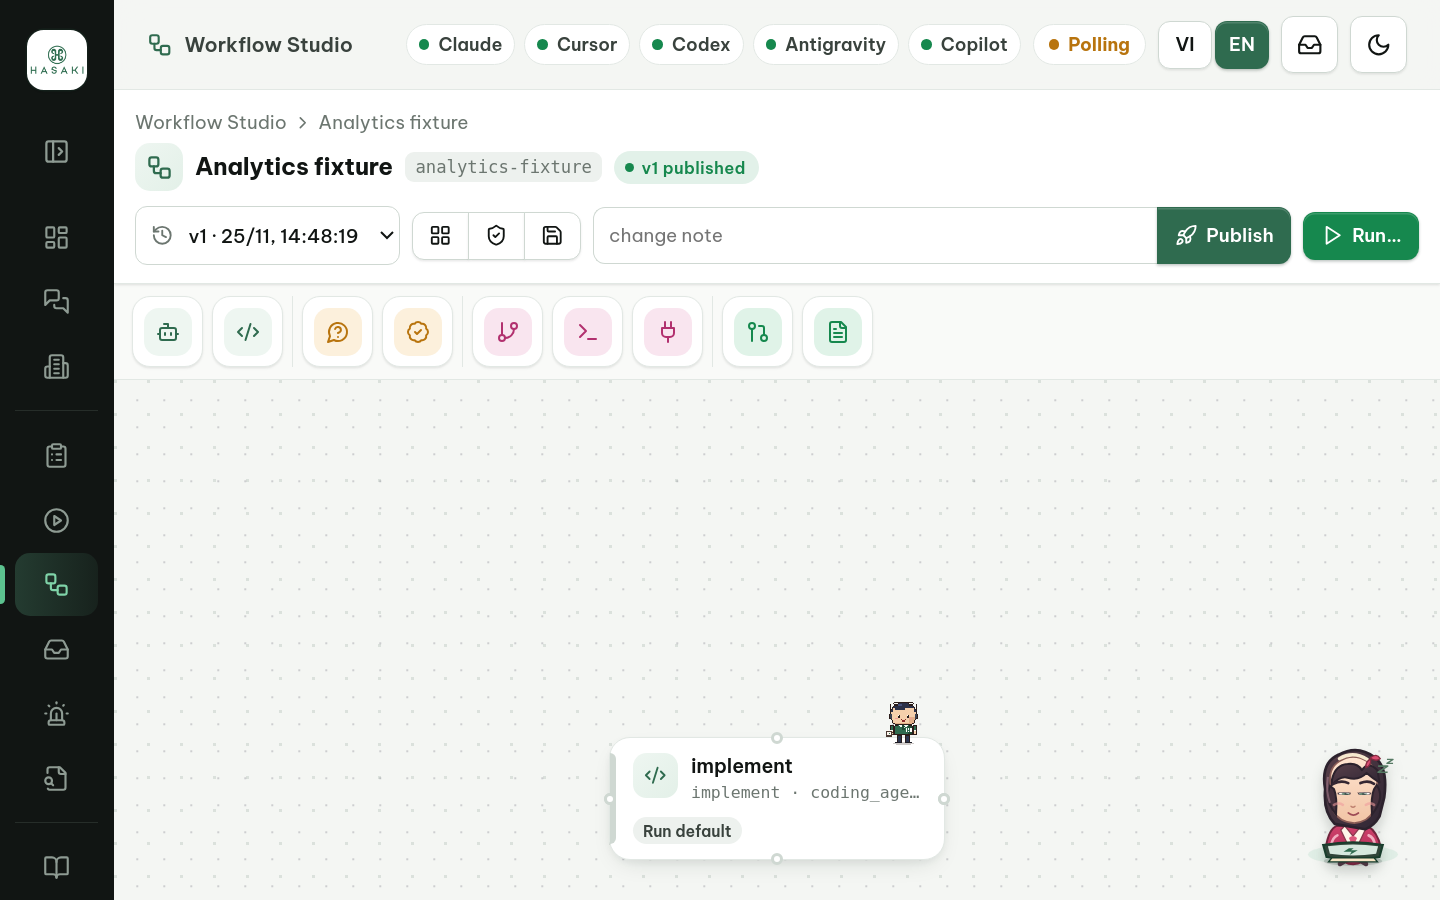 HASAKI
Workflow Studio
Claude
Cursor
Codex
Antigravity
Copilot
Polling
VI
EN
Workflow Studio > Analytics fixture
Analytics fixture
analytics-fixture
v1 published
v1 · 25/11, 14:48:19
change note
Publish
Run...
implement
implement · coding_age…
Run default
z z